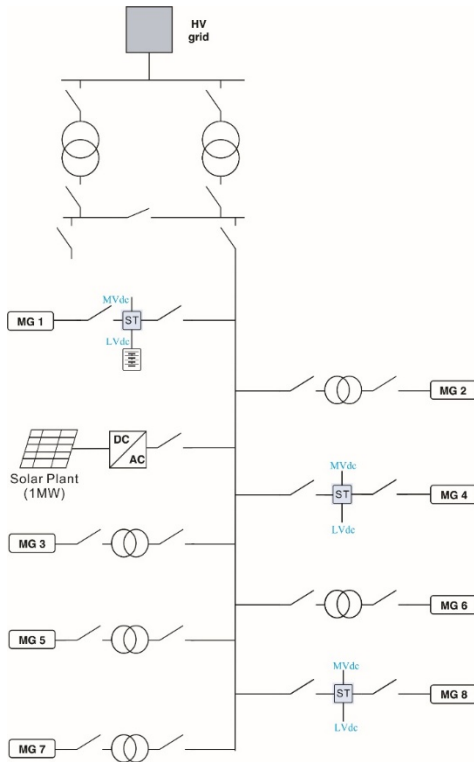 HV
grid
MVdc
MG 1
ST
LVdc
MG 2
DC
AC
Solar Plant
(1MW)
MVdc
ST
MG 4
LVdc
MG 3
MG 6
MG 5
MVdc
ST
MG 8
LVdc
MG 7